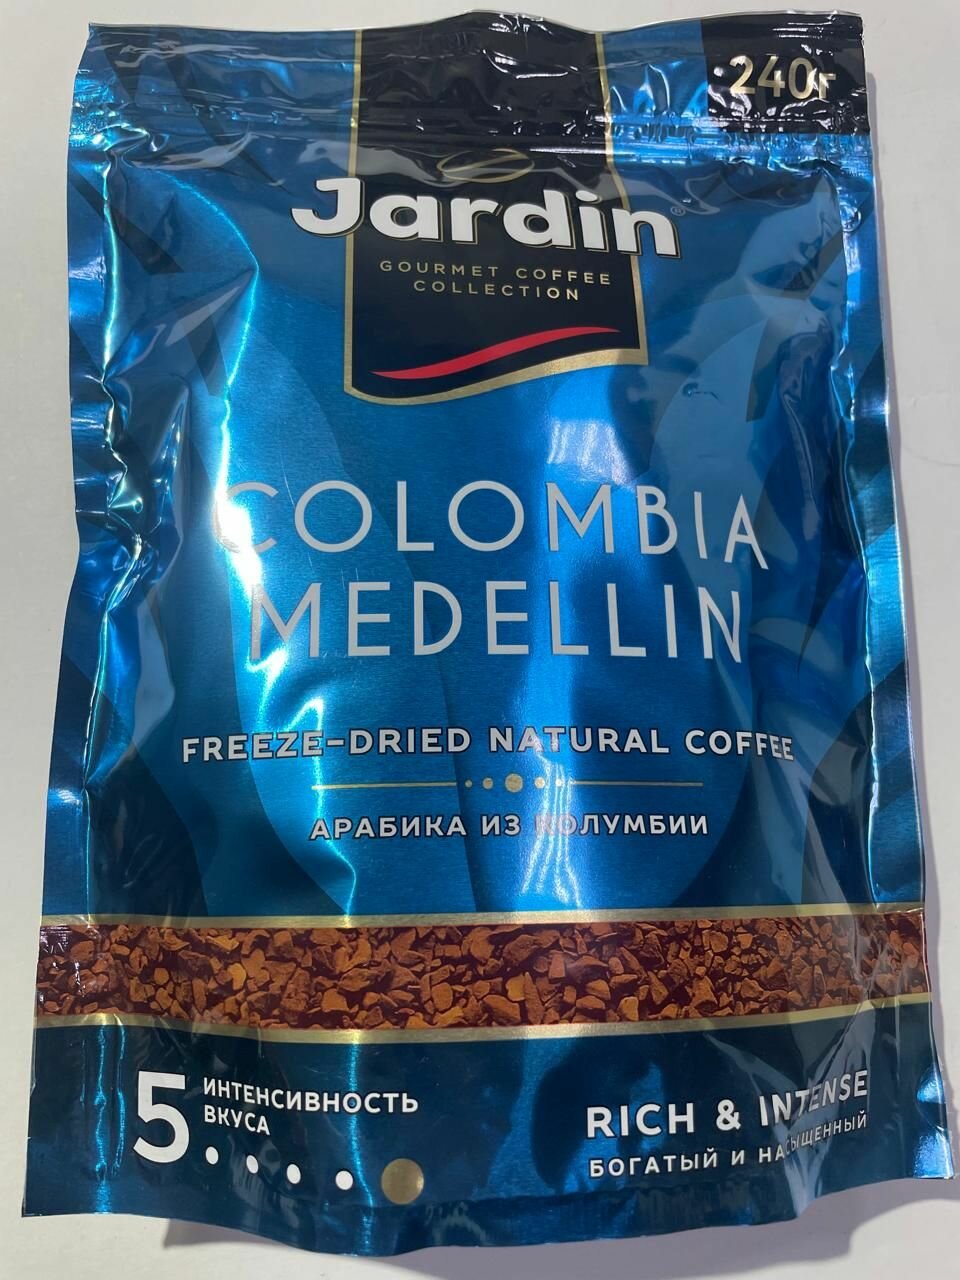 240г
Jardin®
GOURMET COFFEE
COLLECTION
COLOMBIA
MEDELLIN
FREEZE-DRIED NATURAL COFFEE
АРАБИКА ИЗ КОЛУМБИИ
5 ИНТЕНСИВНОСТЬ
ВКУСА
RICH & INTENSE
БОГАТЫЙ И НАСЫЩЕННЫЙ